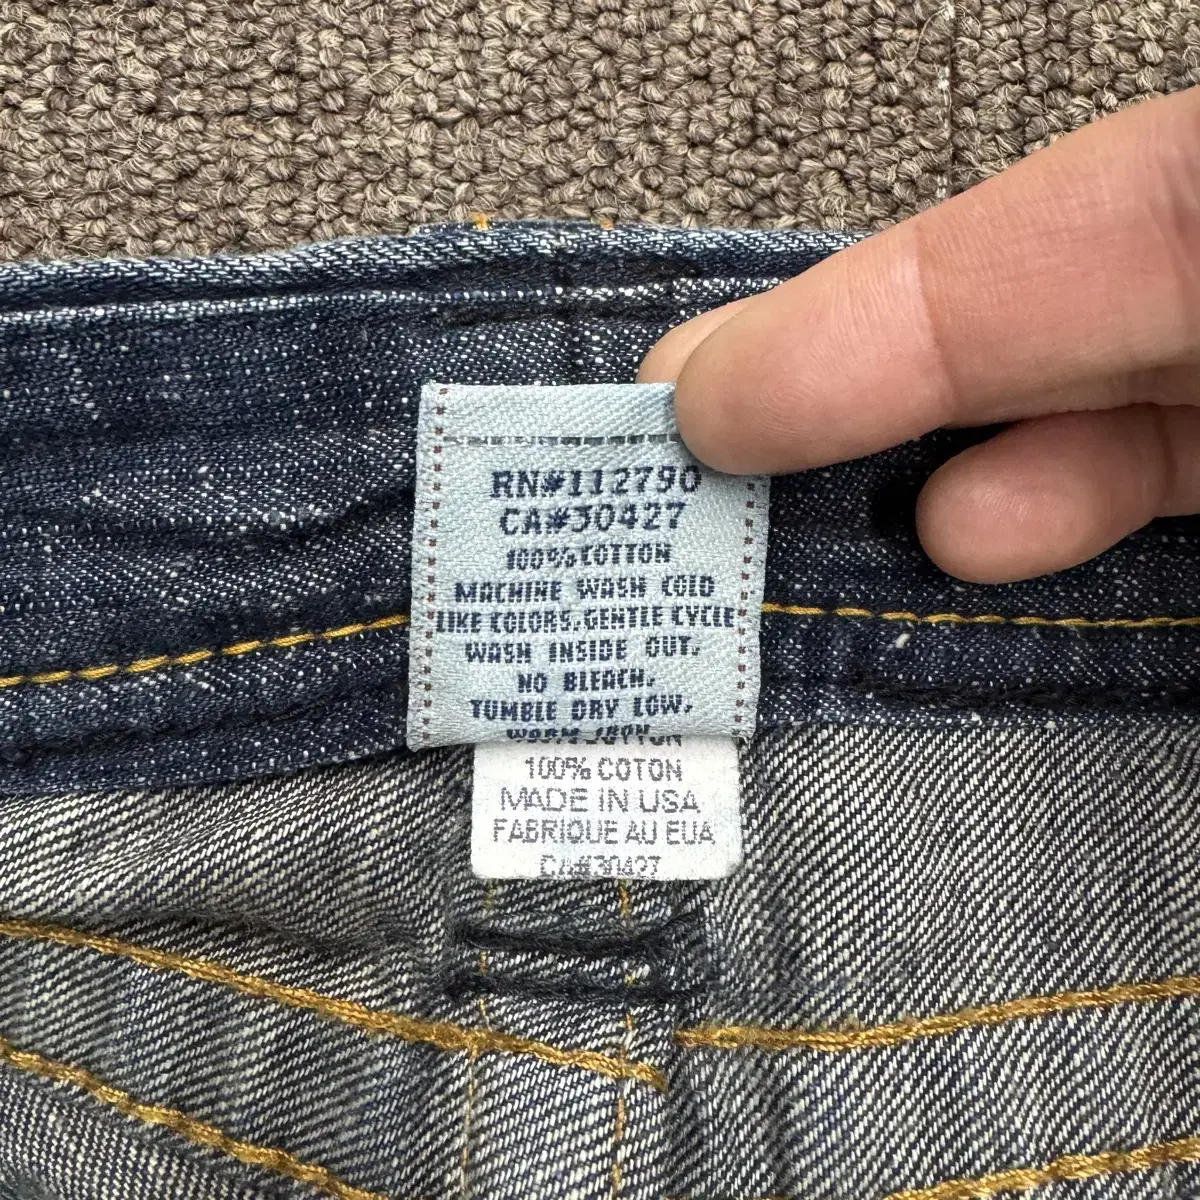 RN#112790
CA#30427
100% COTTON
MACHINE WASH COLD
LIKE COLORS. GENTLE CYCLE
WASH INSIDE OUT.
NO BLEACH.
TUMBLE DRY LOW.
100% COTON
MADE IN USA
FABRIQUE AU EUA
CA#30427